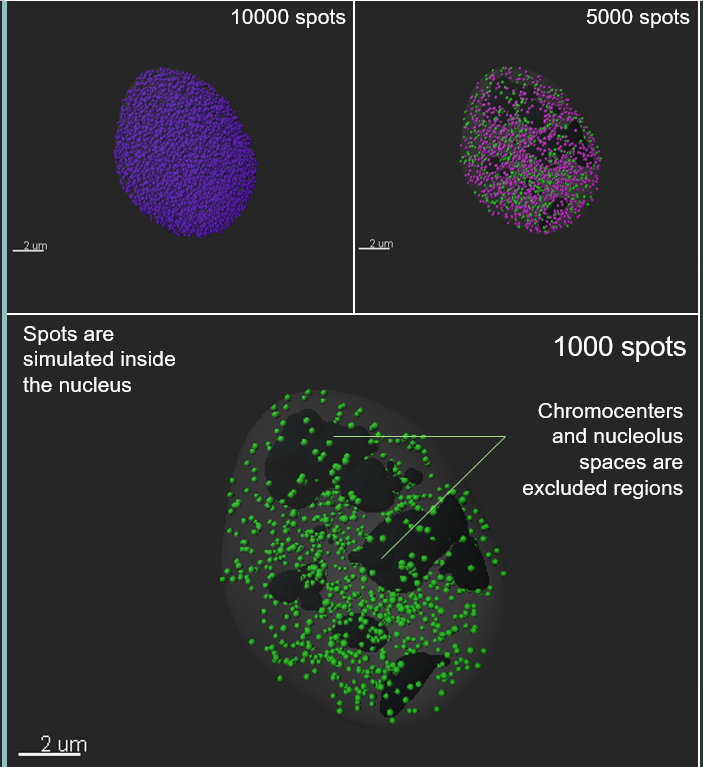 10000 spots
5000 spots
2 um
2 um
Spots are
simulated inside
the nucleus
1000 spots
Chromocenters
and nucleolus
spaces are
excluded regions
2 um